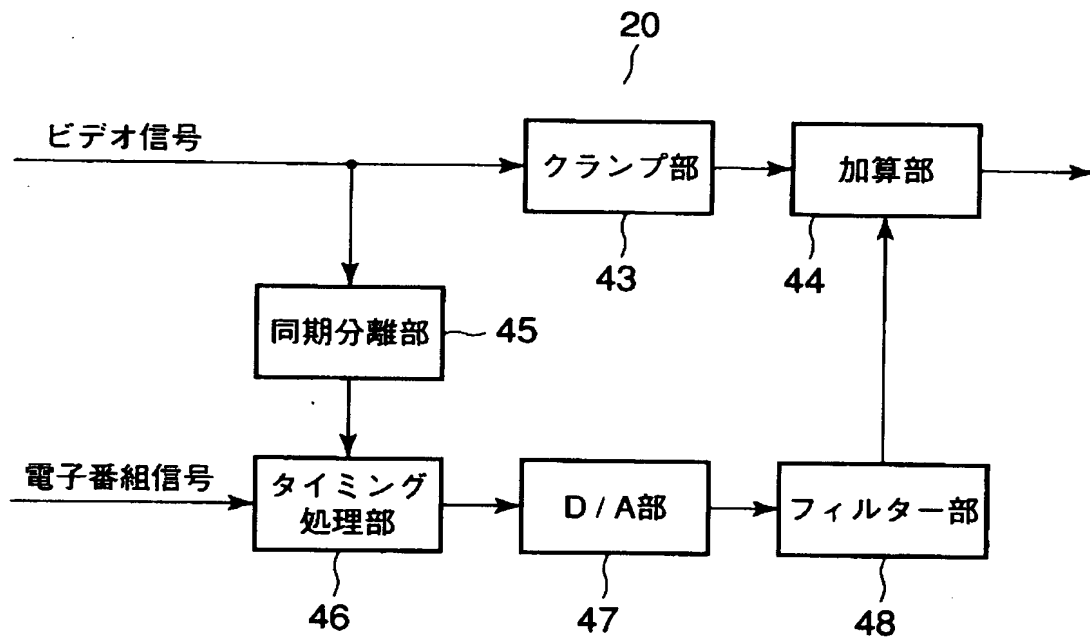 20
ビデオ信号
クランプ部
加算部
43
44
同期分離部
45
電子番組信号
タイミング
処理部
D/A部
フィルター部
46
47
48